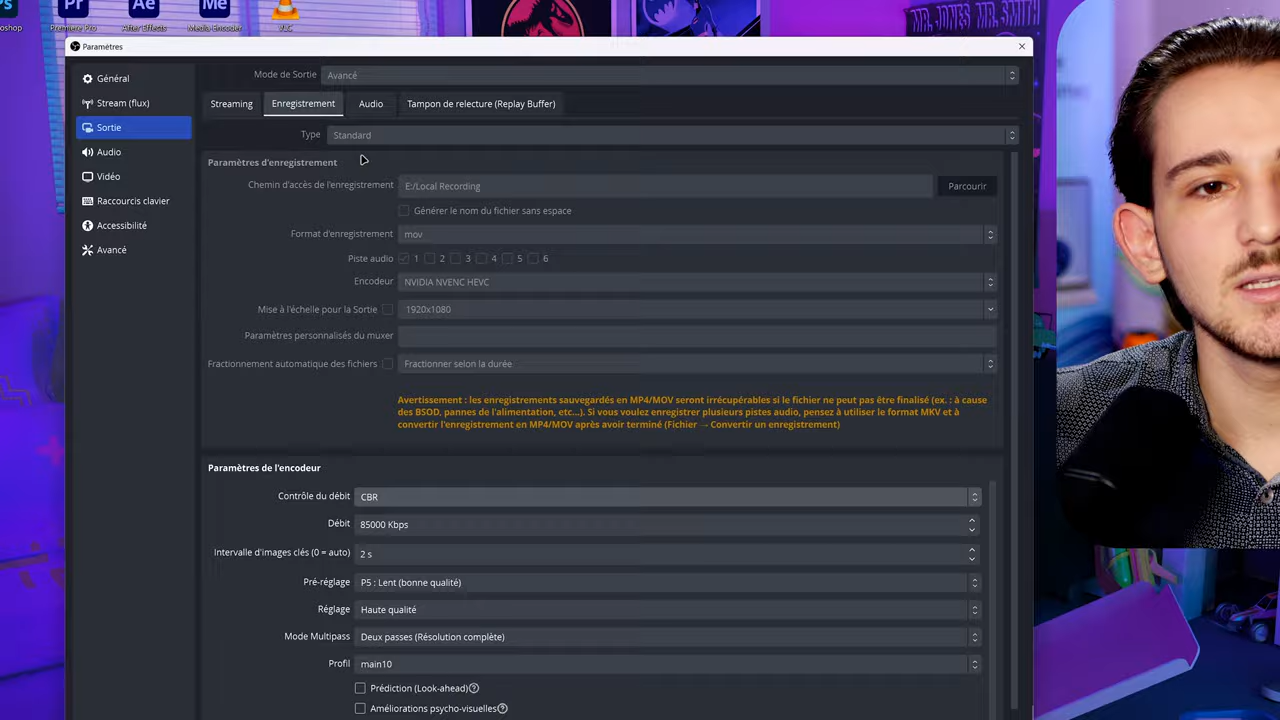 oshop
Premiere Pro
After Effects
Media Encoder
VLC
MR. JONES MR. SMITH
Paramètres
Général
Stream (flux)
Sortie
Audio
Vidéo
Raccourcis clavier
Accessibilité
Avancé
Mode de Sortie Avancé
Streaming Enregistrement Audio Tampon de relecture (Replay Buffer)
Type Standard
Paramètres d'enregistrement
Chemin d'accès de l'enregistrement E:/Local Recording Parcourir
Générer le nom du fichier sans espace
Format d'enregistrement mov
Piste audio 1 2 3 4 5 6
Encodeur NVIDIA NVENC HEVC
Mise à l'échelle pour la Sortie 1920x1080
Paramètres personnalisés du muxer
Fractionnement automatique des fichiers Fractionner selon la durée
Avertissement : les enregistrements sauvegardés en MP4/MOV seront irrécupérables si le fichier ne peut pas être finalisé (ex. : à cause
des BSOD, pannes de l'alimentation, etc...). Si vous voulez enregistrer plusieurs pistes audio, pensez à utiliser le format MKV et à
convertir l'enregistrement en MP4/MOV après avoir terminé (Fichier → Convertir un enregistrement)
Paramètres de l'encodeur
Contrôle du débit CBR
Débit 85000 Kbps
Intervalle d'images clés (0 = auto) 2 s
Pré-réglage P5 : Lent (bonne qualité)
Réglage Haute qualité
Mode Multipass Deux passes (Résolution complète)
Profil main10
Prédiction (Look-ahead)
Améliorations psycho-visuelles